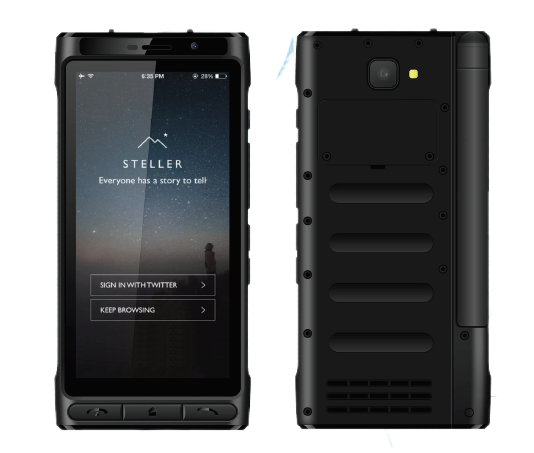 6:35 PM
28%
STELLER
Everyone has a story to tell
SIGN IN WITH TWITTER
KEEP BROWSING